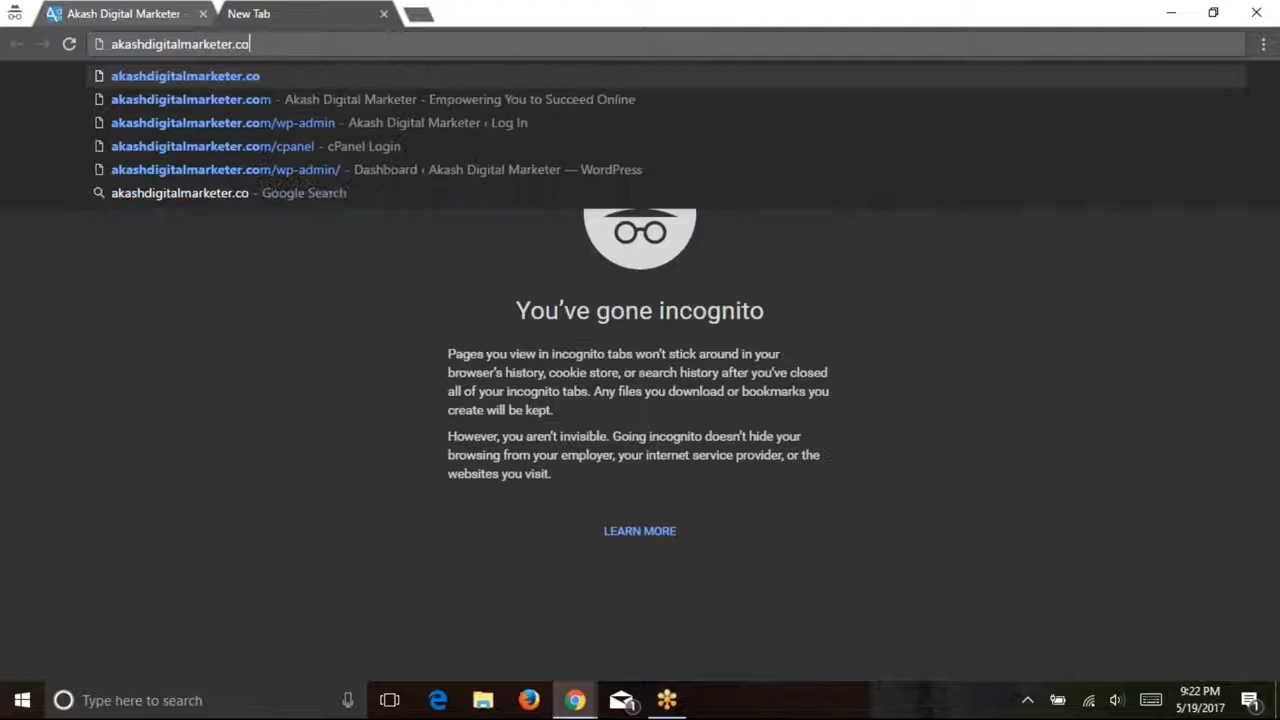 Akash Digital Marketer
New Tab
akashdigitalmarketer.co
akashdigitalmarketer.co
akashdigitalmarketer.com - Akash Digital Marketer - Empowering You to Succeed Online
akashdigitalmarketer.com/wp-admin - Akash Digital Marketer ‹ Log In
akashdigitalmarketer.com/cpanel - cPanel Login
akashdigitalmarketer.com/wp-admin/ - Dashboard ‹ Akash Digital Marketer — WordPress
akashdigitalmarketer.co - Google Search
You’ve gone incognito
Pages you view in incognito tabs won’t stick around in your
browser’s history, cookie store, or search history after you’ve closed
all of your incognito tabs. Any files you download or bookmarks you
create will be kept.
However, you aren’t invisible. Going incognito doesn’t hide your
browsing from your employer, your internet service provider, or the
websites you visit.
LEARN MORE
Type here to search
1
9:22 PM
5/19/2017
1